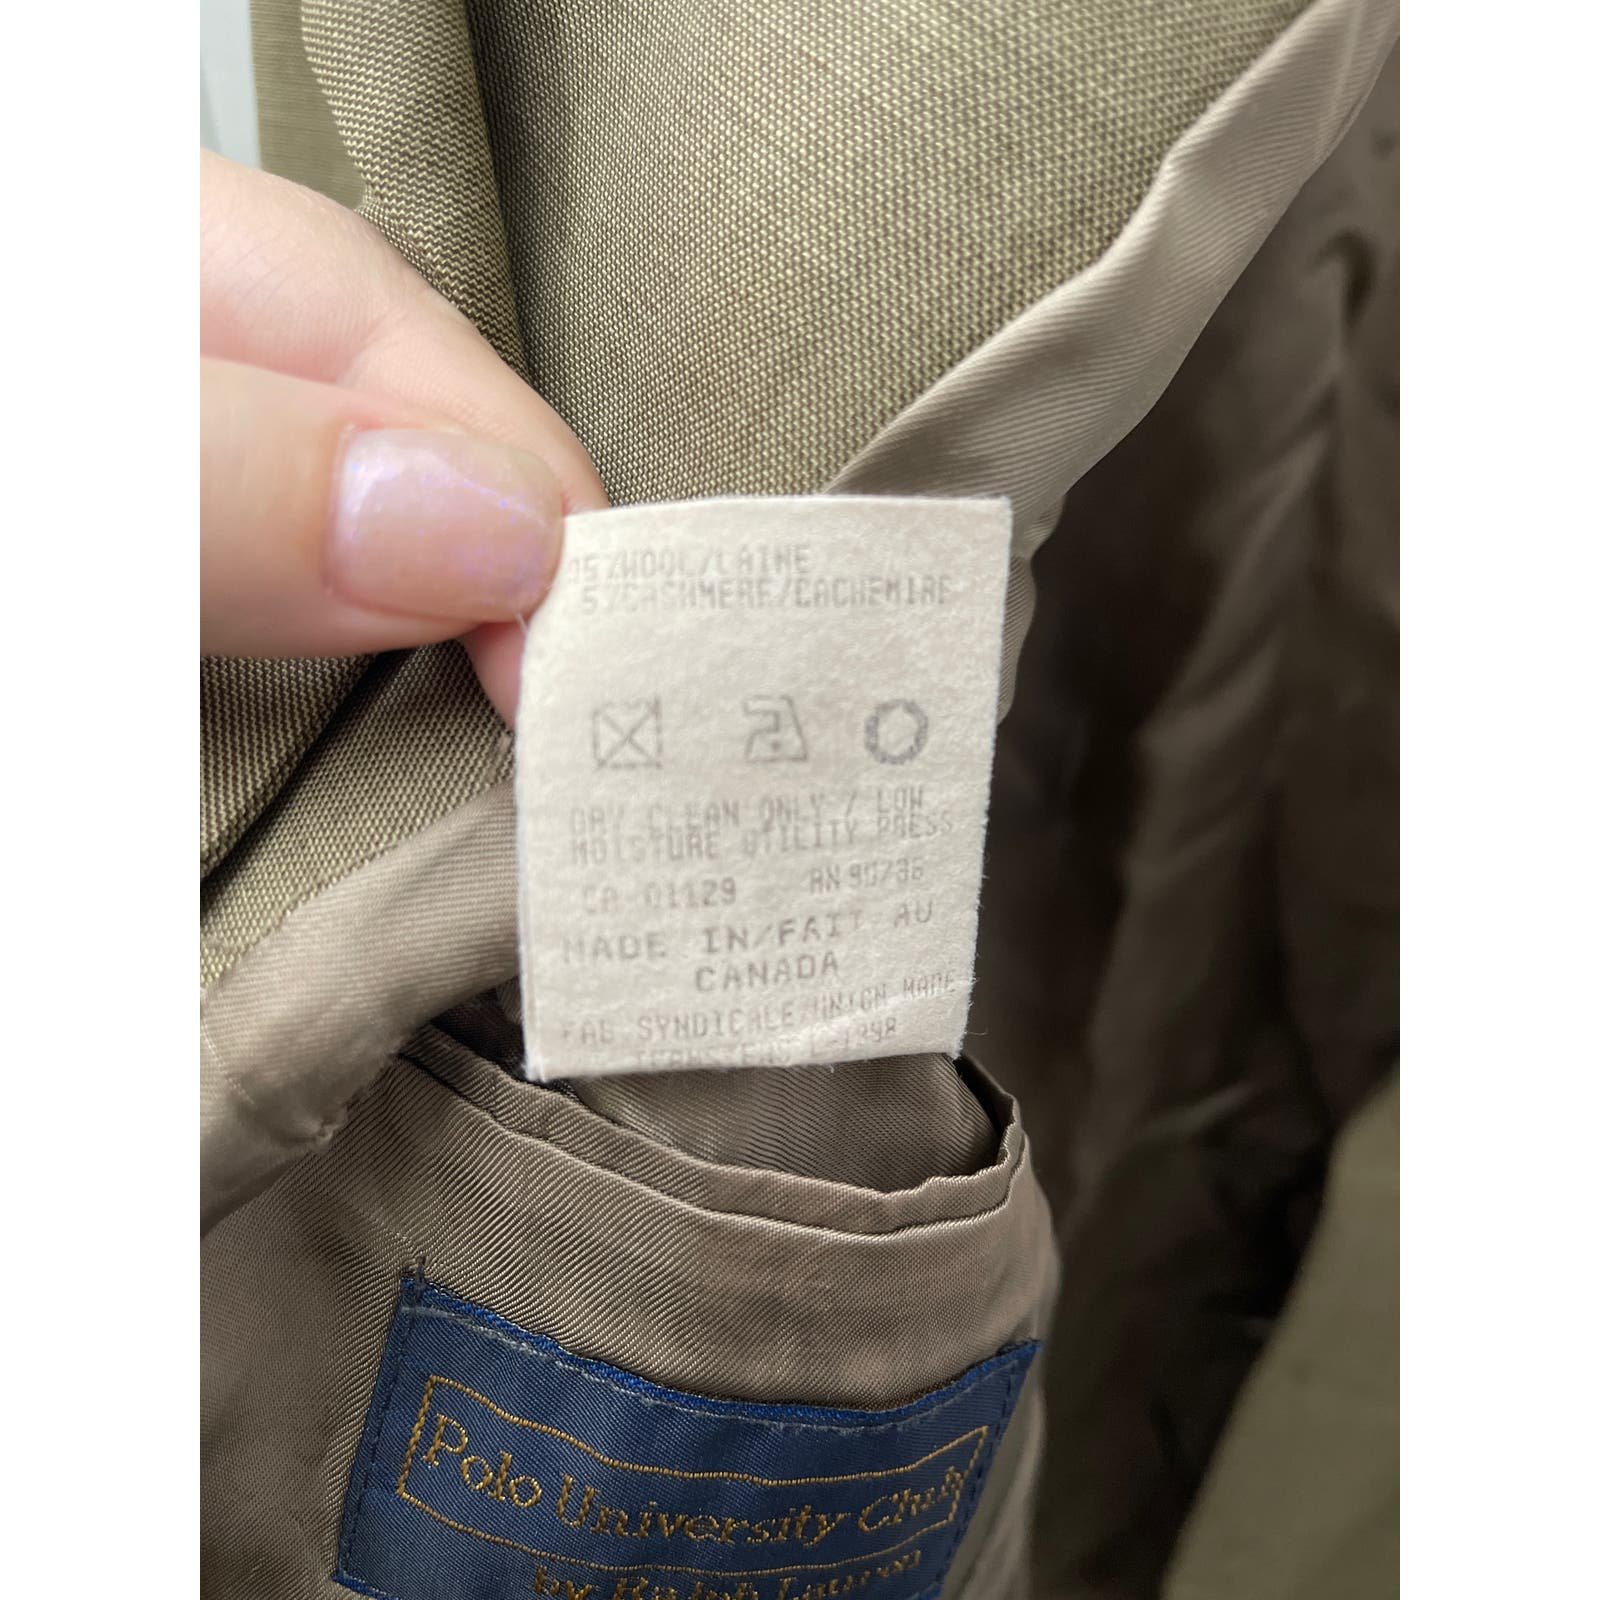 95%WOOL/LAINE
5%CASHMERE/CACHEMIRE
DRY CLEAN ONLY / LOW
MOISTURE UTILITY PRESS
CA 01129 RN 90736
MADE IN/FAIT AU
CANADA
FAB SYNDICALE/UNION MADE
Polo University Club
by Ralph Lauren